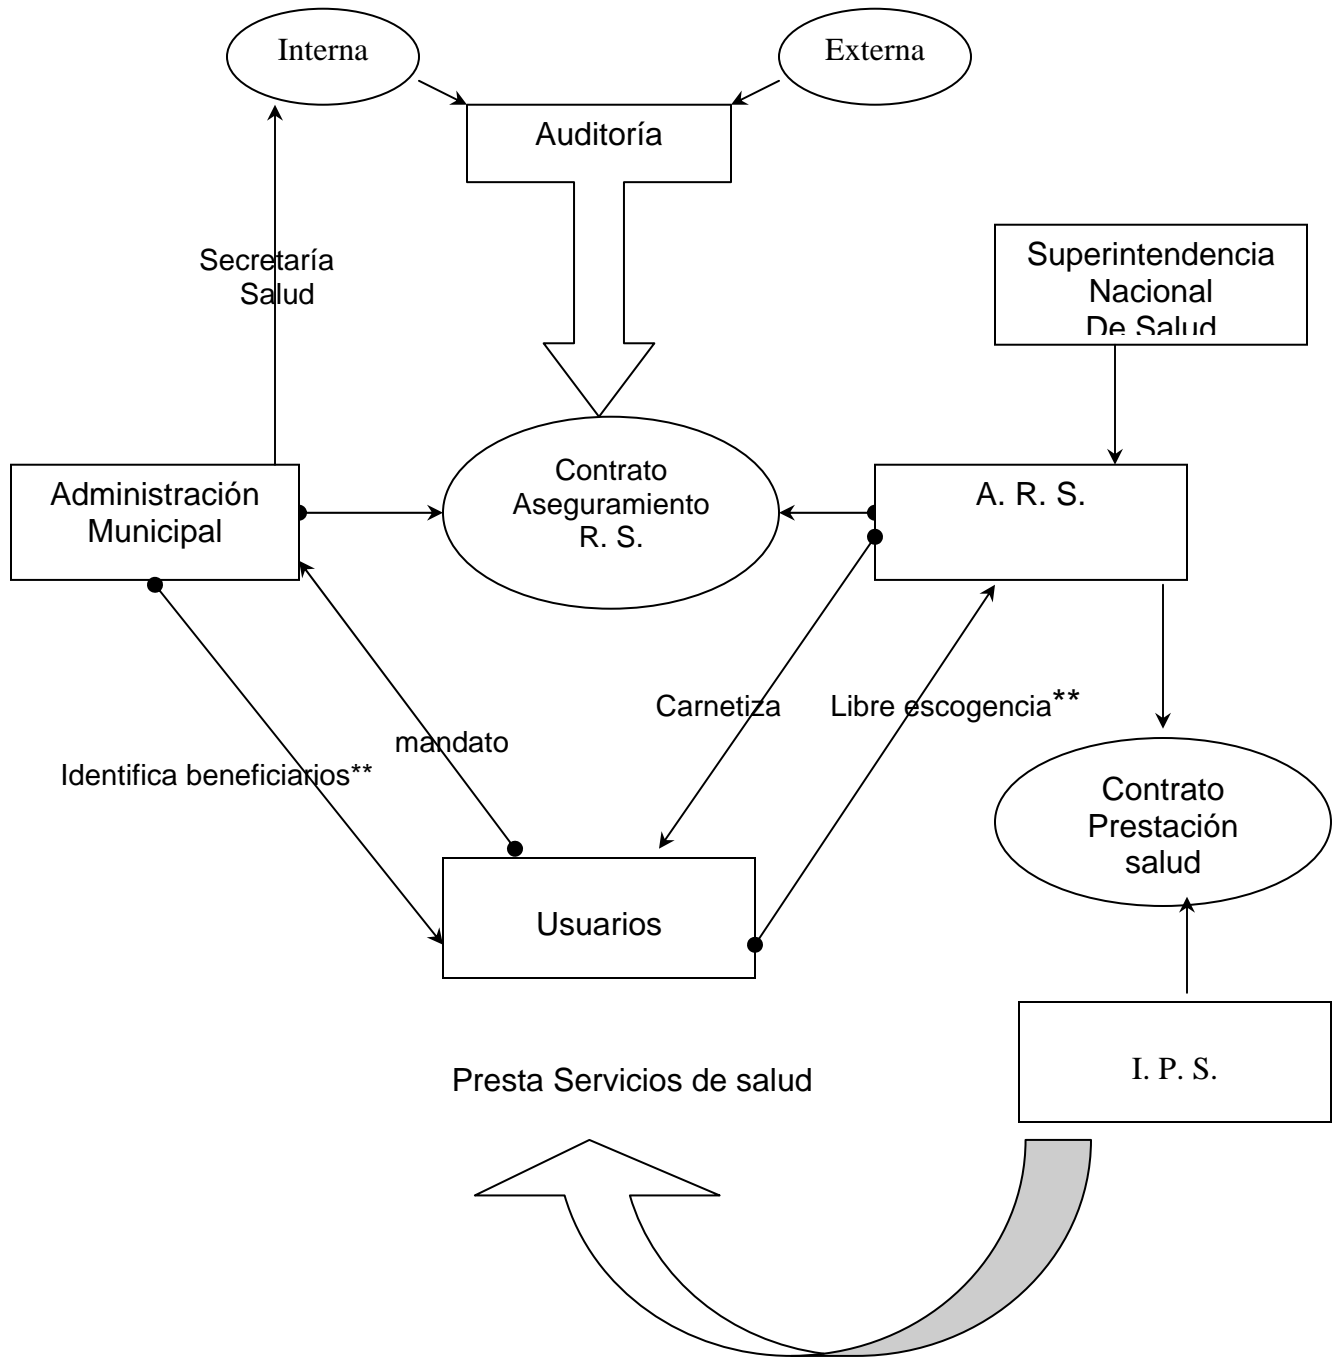 Interna
Externa
Auditoría
Secretaría
Salud
Superintendencia
Nacional
De Salud
Administración
Municipal
Contrato
Aseguramiento
R. S.
A. R. S.
Carnetiza
Libre escogencia**
mandato
Identifica beneficiarios**
Contrato
Prestación
salud
Usuarios
I. P. S.
Presta Servicios de salud